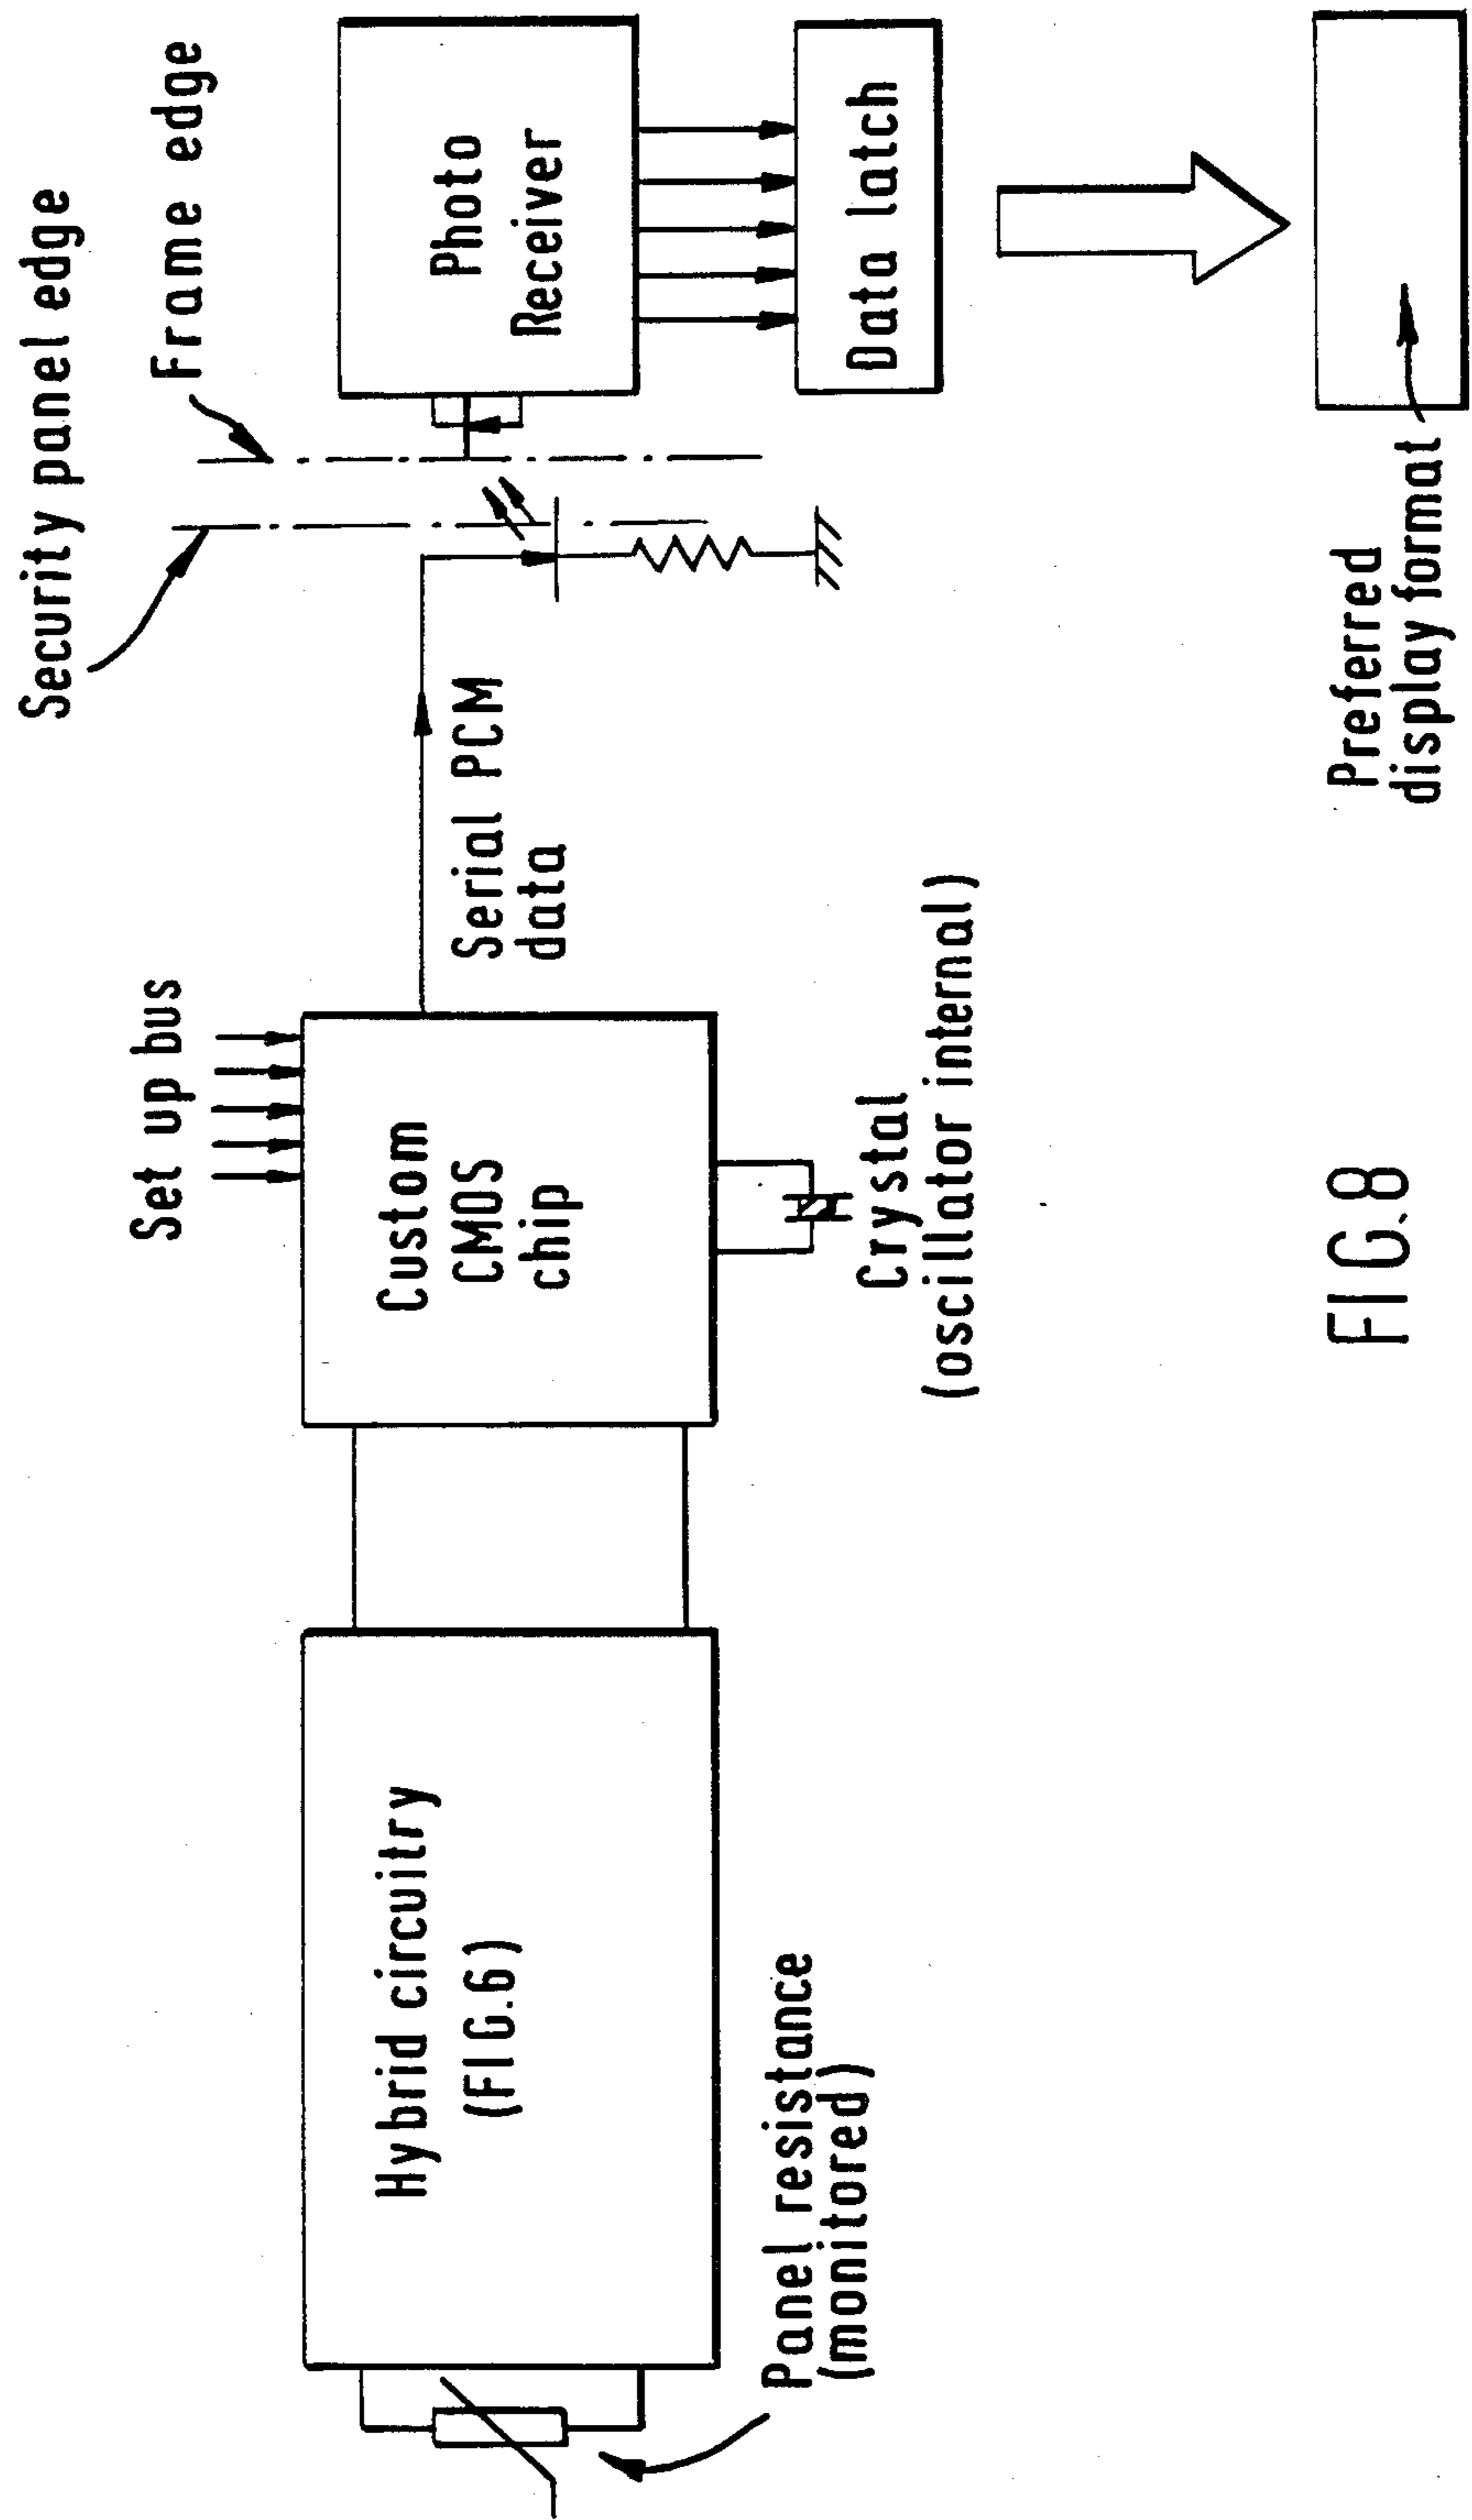 Security panel edge
Frame edge
Set up bus
Hybrid circuitry
(FIG.6)
Custom
CMOS
chip
Serial PCM
data
Photo
Receiver
Panel resistance
(monitored)
Crystal
(oscillator internal)
Data latch
Preferred
display format
FIG.8